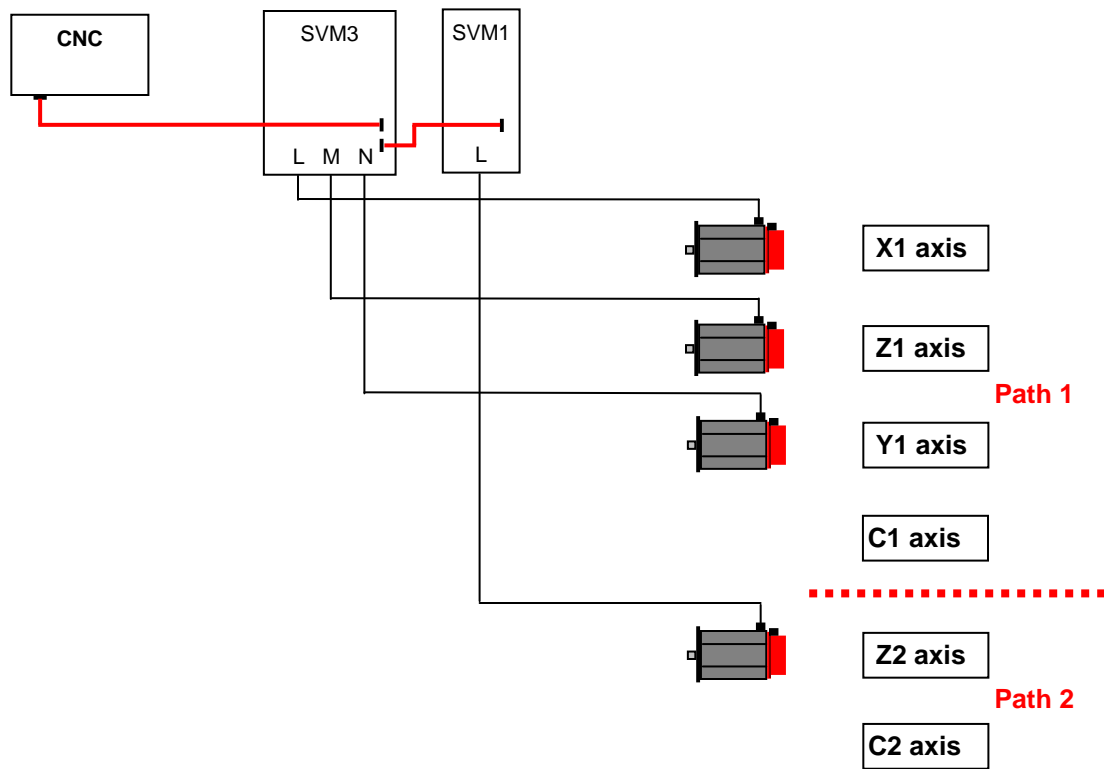 CNC
SVM3
SVM1
L M N
L
X1 axis
Z1 axis
Path 1
Y1 axis
C1 axis
Z2 axis
Path 2
C2 axis